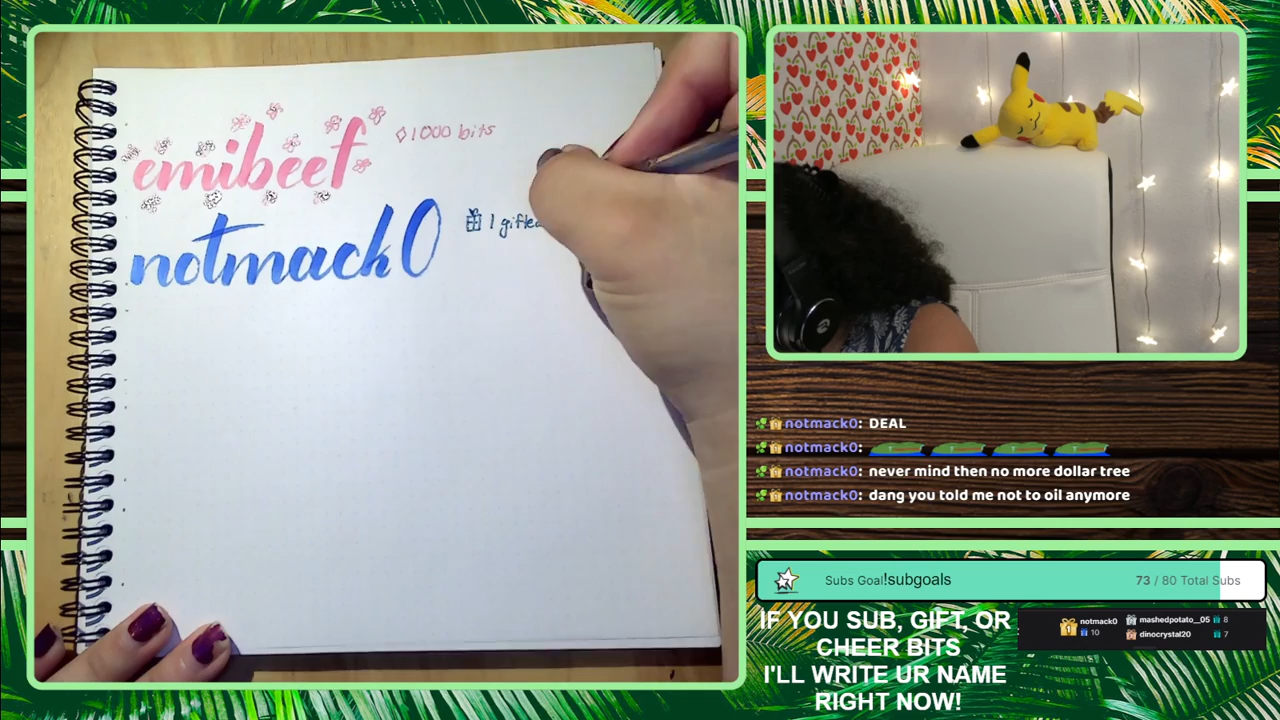 emibeef 1000 bits
notmack0 1 gifted
notmack0: DEAL
notmack0:
notmack0: never mind then no more dollar tree
notmack0: dang you told me not to oil anymore
Subs Goal !subgoals 73 / 80 Total Subs
IF YOU SUB, GIFT, OR
CHEER BITS
I'LL WRITE UR NAME
RIGHT NOW!
1 notmack0 10
mashedpotato_05 8
dinocrystal20 7